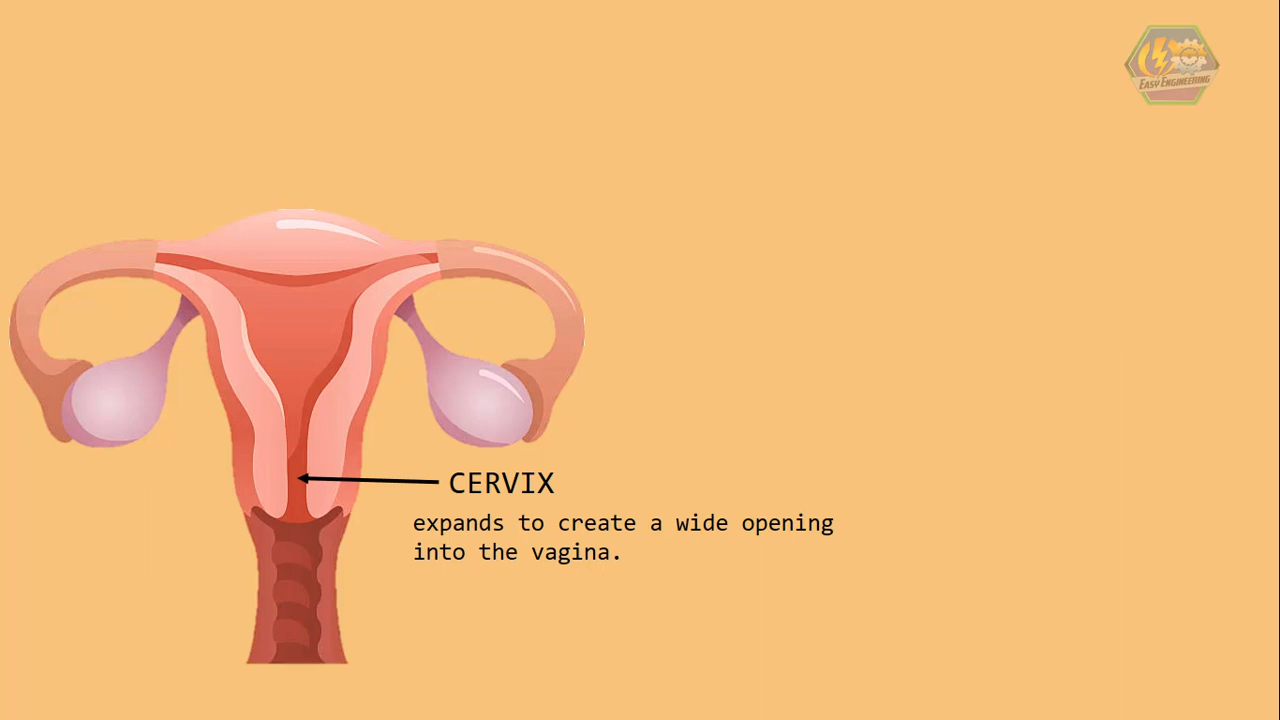 EASY ENGINEERING
CERVIX
expands to create a wide opening
into the vagina.